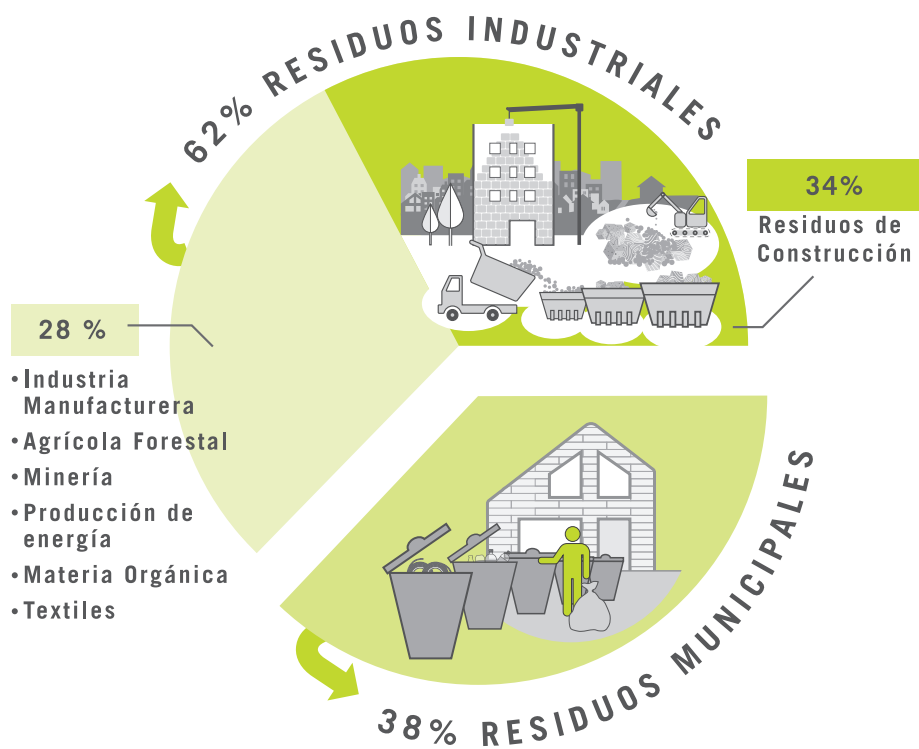 62% RESIDUOS INDUSTRIALES
34%
Residuos de
Construcción
28 %
•Industria
Manufacturera
•Agrícola Forestal
•Minería
•Producción de
energía
•Materia Orgánica
•Textiles
38% RESIDUOS MUNICIPALES